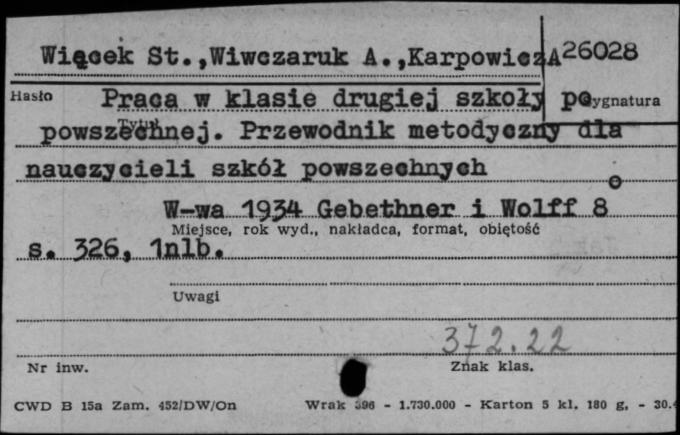 Więcek St.,Wiwczaruk A.,KarpowiczA 26028
Hasło Praca w klasie drugiej szkoły po Sygnatura
Tytuł
powszechnej. Przewodnik metodyczny dla
nauczycieli szkół powszechnych
W-wa 1934 Gebethner i Wolff 8°
Miejsce, rok wyd., nakładca, format, objętość
s. 326, 1nlb.
Uwagi
372.22
Nr inw. Znak klas.
CWD B 15a Zam. 452/DW/On Wrak 396 - 1.730.000 - Karton 5 kl. 180 g. - 30.